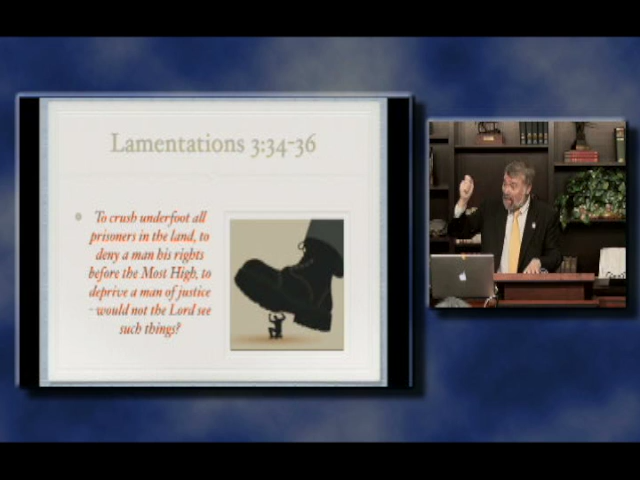 Lamentations 3:34-36
To crush underfoot all
prisoners in the land, to
deny a man his rights
before the Most High, to
deprive a man of justice
- would not the Lord see
such things?